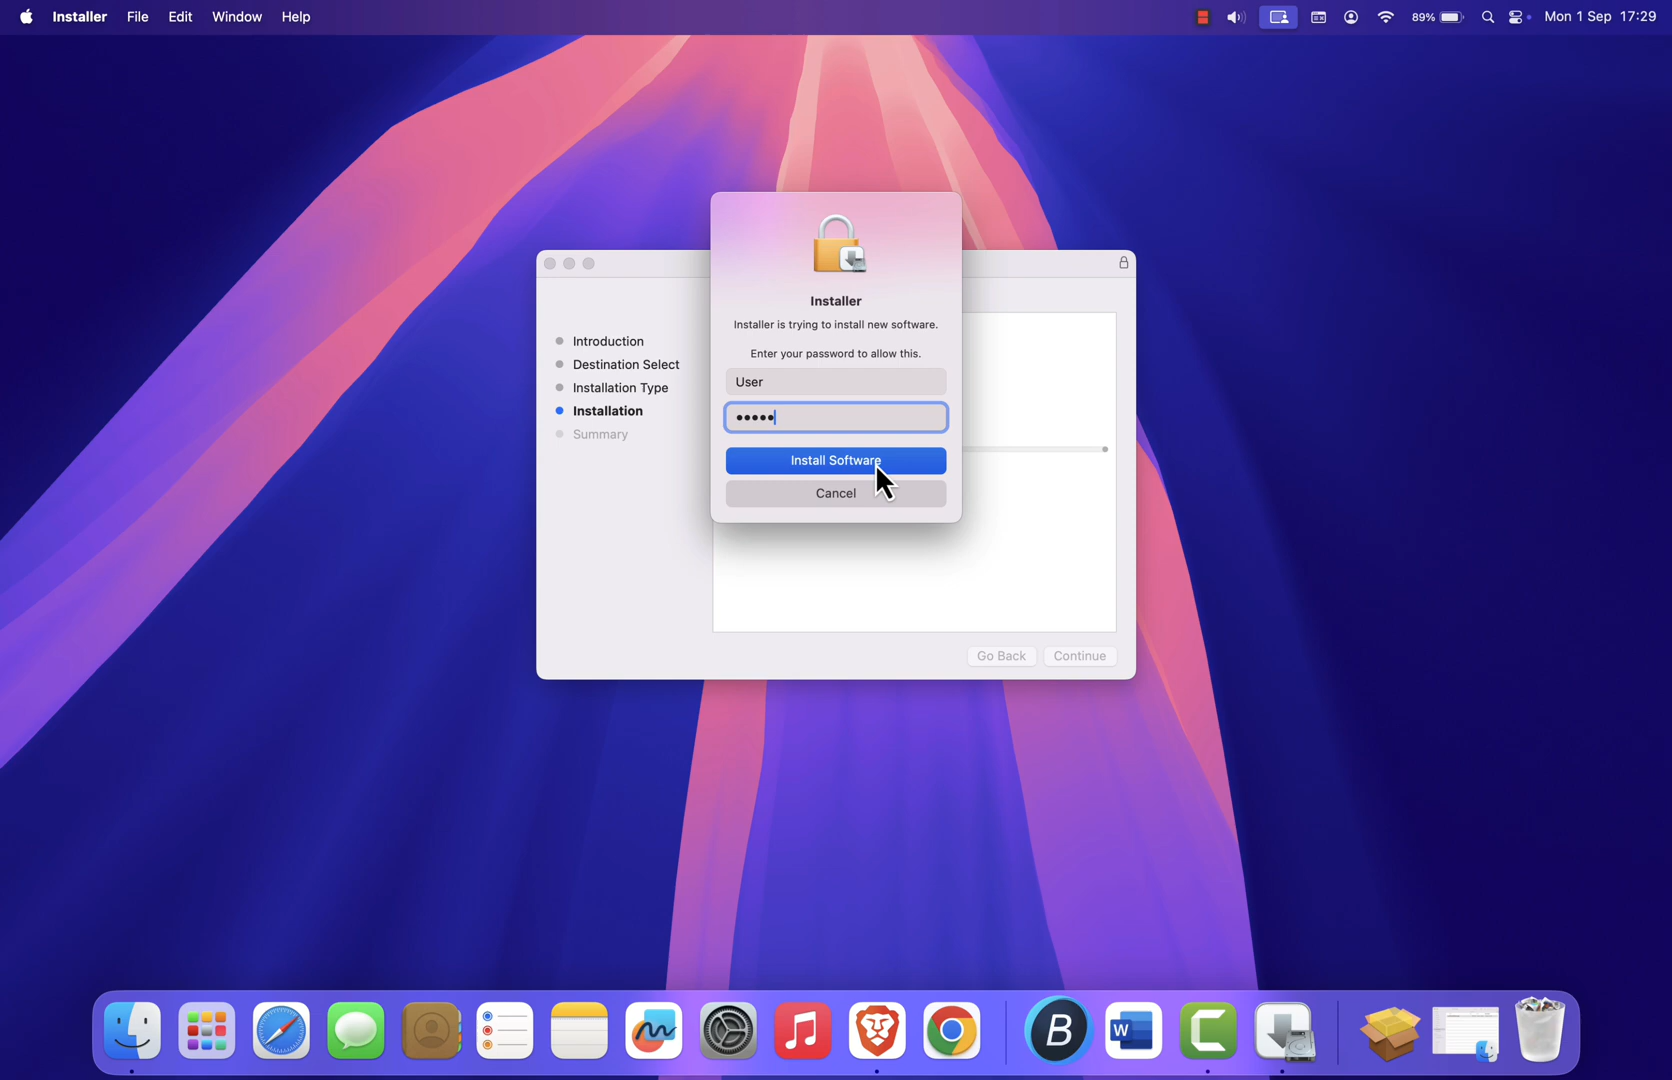 Installer File Edit Window Help 89% Mon 1 Sep 17:29
Installer
Installer is trying to install new software.
Enter your password to allow this.
User
•••••
Install Software
Cancel
Introduction
Destination Select
Installation Type
Installation
Summary
Go Back Continue
B W